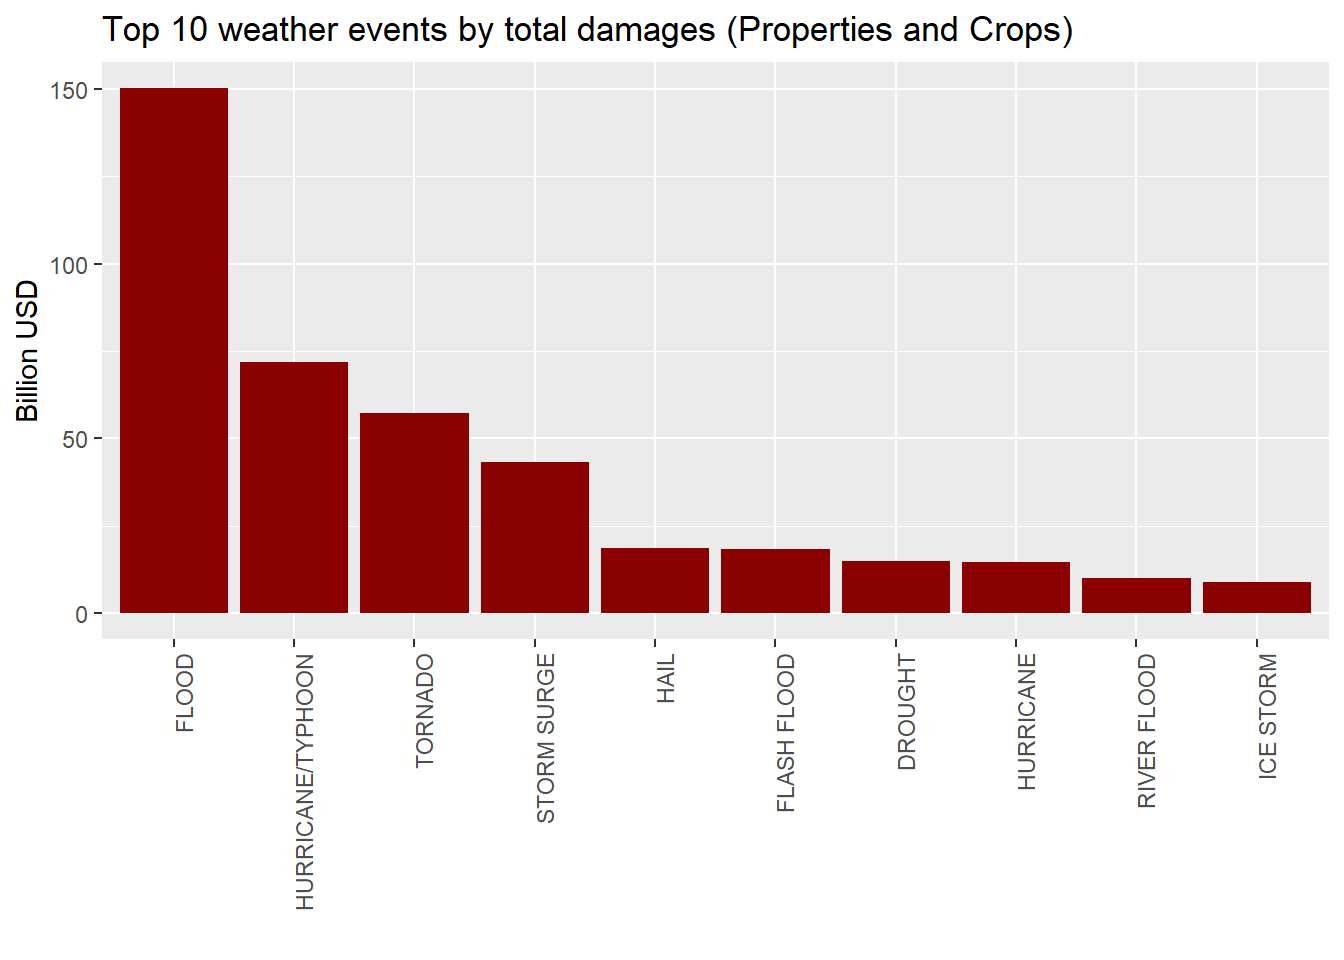 Top 10 weather events by total damages (Properties and Crops)
Billion USD
150
100
50
0
FLOOD
HURRICANE/TYPHOON
TORNADO
STORM SURGE
HAIL
FLASH FLOOD
DROUGHT
HURRICANE
RIVER FLOOD
ICE STORM